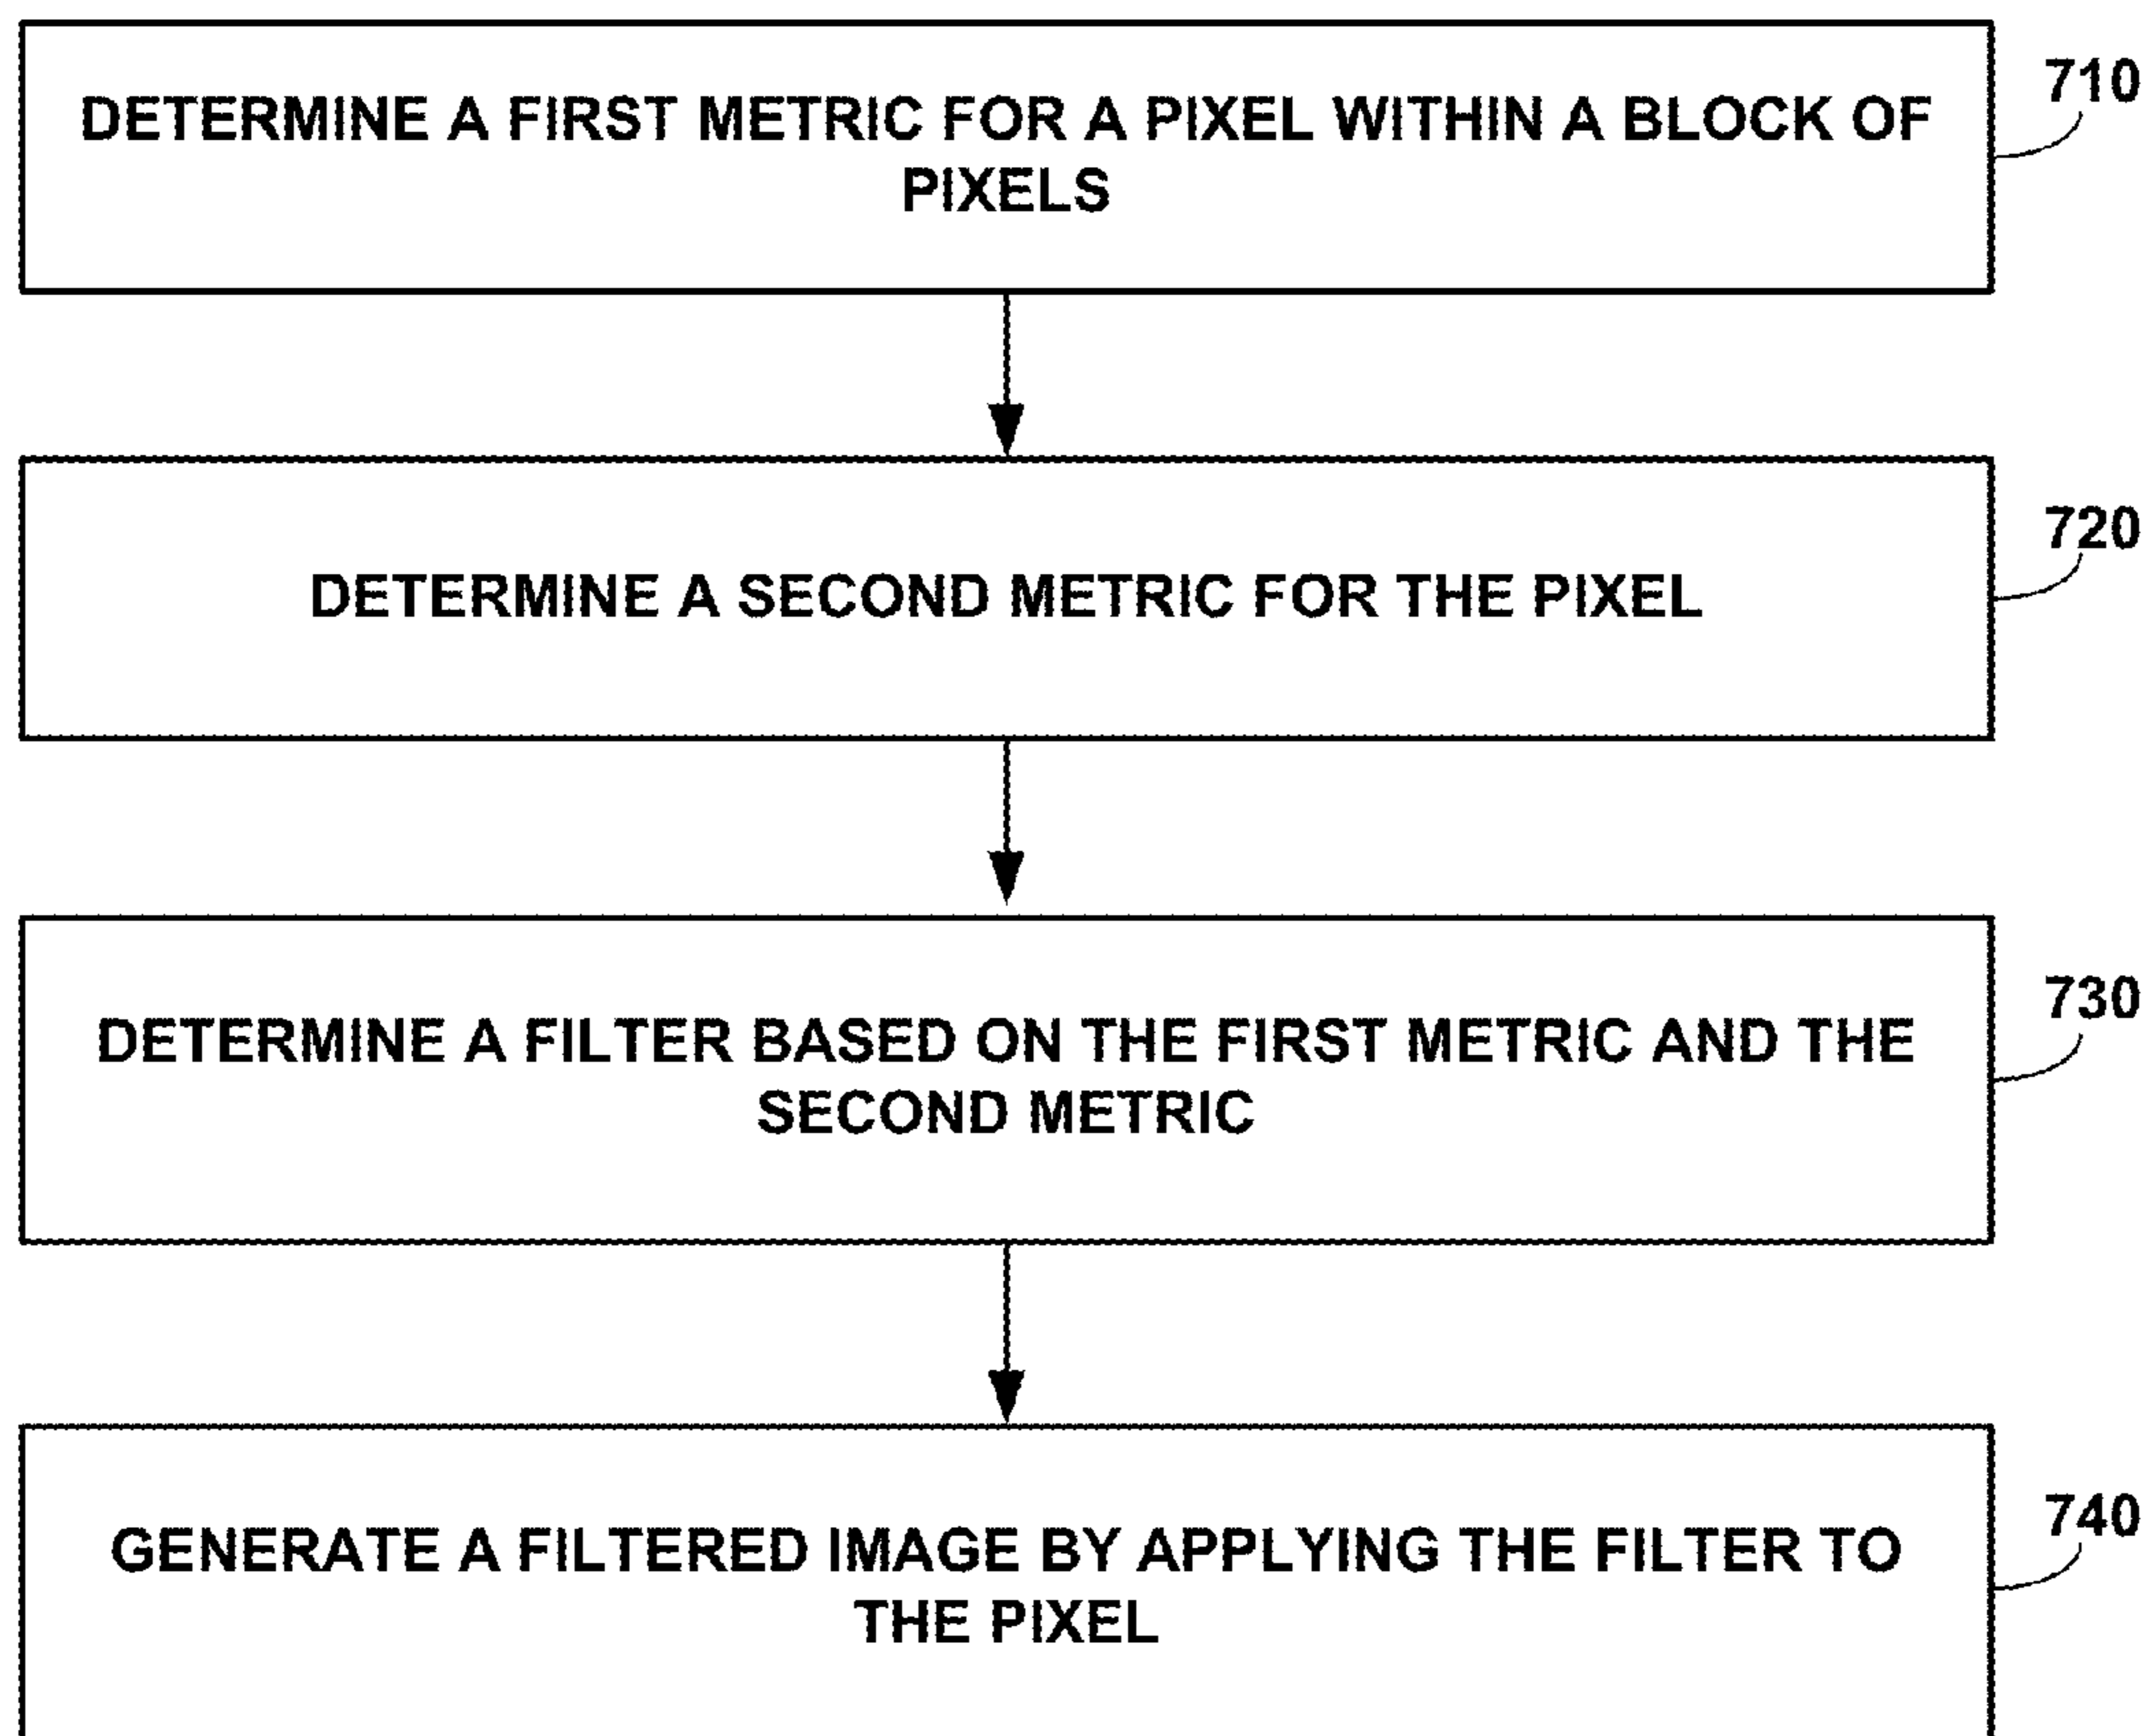 DETERMINE A FIRST METRIC FOR A PIXEL WITHIN A BLOCK OF
PIXELS
710
DETERMINE A SECOND METRIC FOR THE PIXEL
720
DETERMINE A FILTER BASED ON THE FIRST METRIC AND THE
SECOND METRIC
730
GENERATE A FILTERED IMAGE BY APPLYING THE FILTER TO
THE PIXEL
740